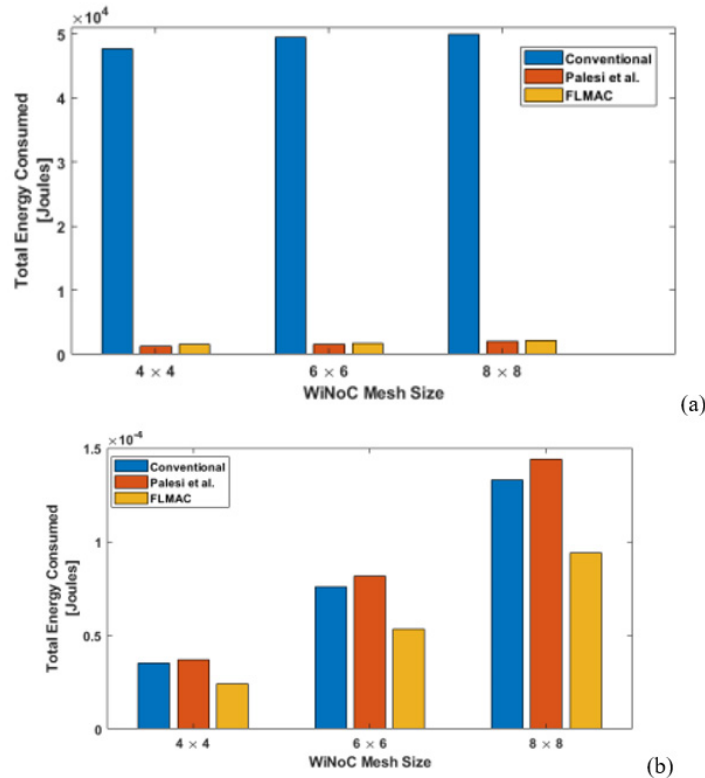 ×10⁴
5
4
3
2
1
0
Total Energy Consumed
[Joules]
Conventional
Palesi et al.
FLMAC
4 × 4
6 × 6
8 × 8
WiNoC Mesh Size
(a)
×10⁻⁴
1.5
1
0.5
0
Total Energy Consumed
[Joules]
Conventional
Palesi et al.
FLMAC
4 × 4
6 × 6
8 × 8
WiNoC Mesh Size
(b)